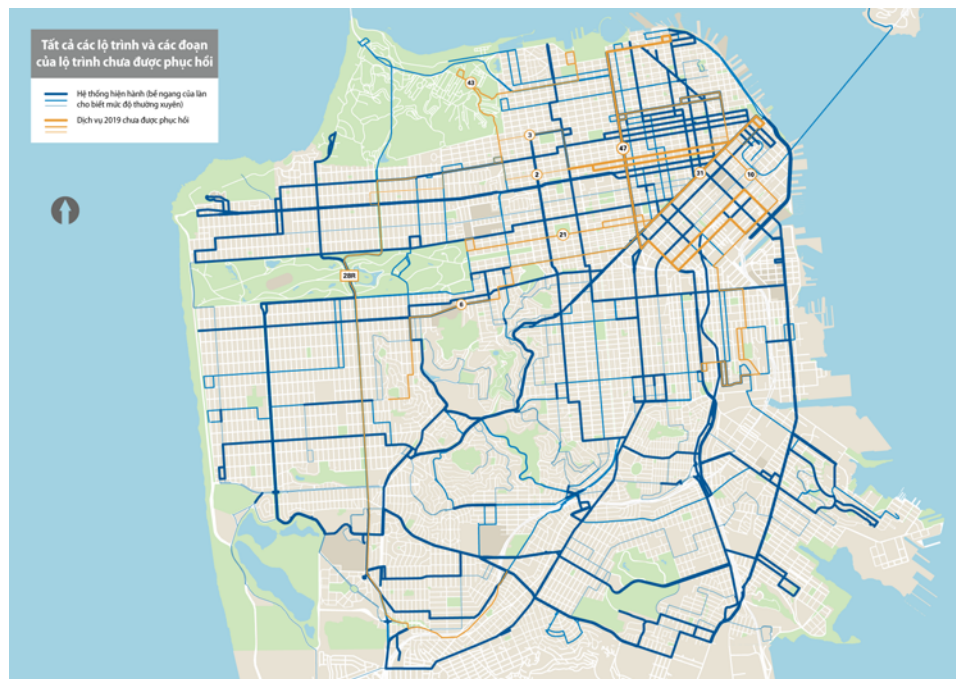 Tất cả các lộ trình và các đoạn
của lộ trình chưa được phục hồi
Hệ thống hiện hành (bề ngang của làn
cho biết mức độ thường xuyên)
Dịch vụ 2019 chưa được phục hồi
43
3
47
2
31
10
21
28R
6